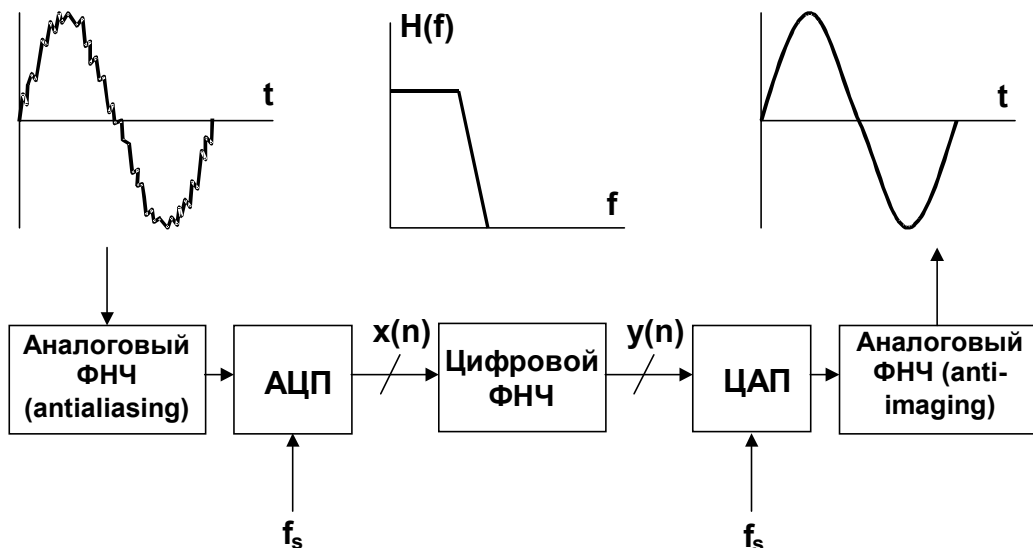 H(f)
t
f
t
Аналоговый
ФНЧ
(antialiasing)
АЦП
x(n)
Цифровой
ФНЧ
y(n)
ЦАП
Аналоговый
ФНЧ (anti-
imaging)
fs
fs